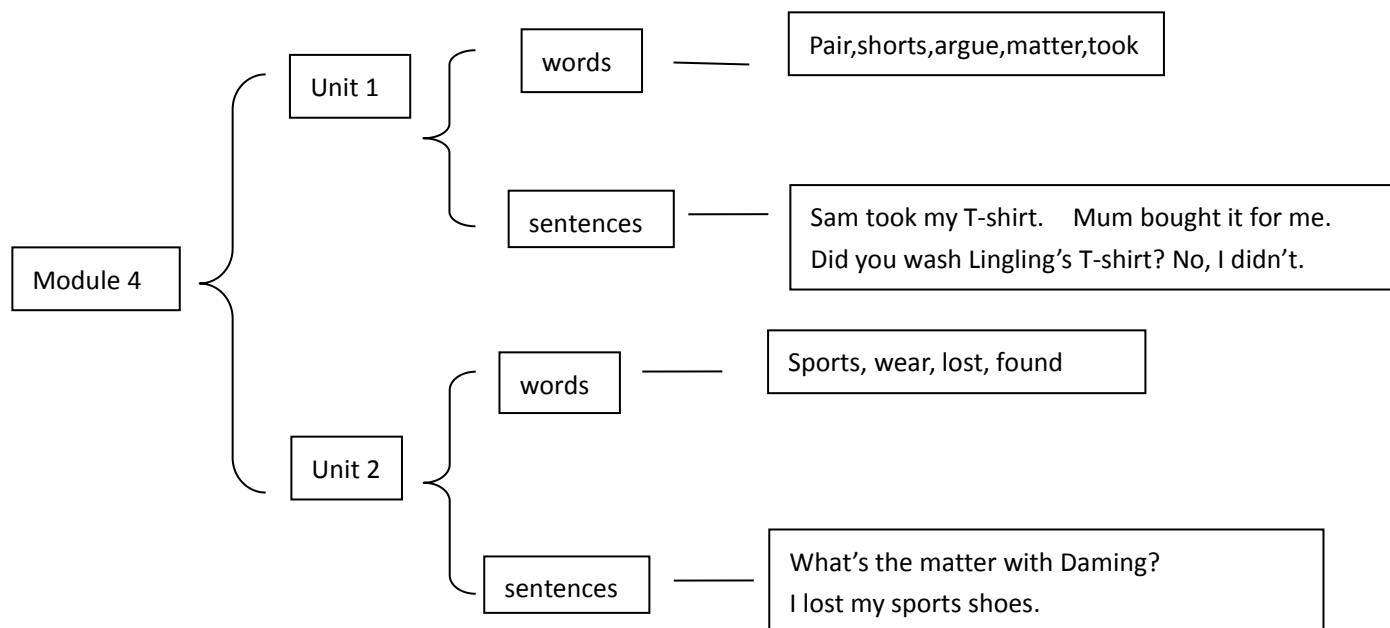 Module 4
Unit 1
words
Pair,shorts,argue,matter,took
sentences
Sam took my T-shirt. Mum bought it for me.
Did you wash Lingling’s T-shirt? No, I didn’t.
Unit 2
words
Sports, wear, lost, found
sentences
What’s the matter with Daming?
I lost my sports shoes.